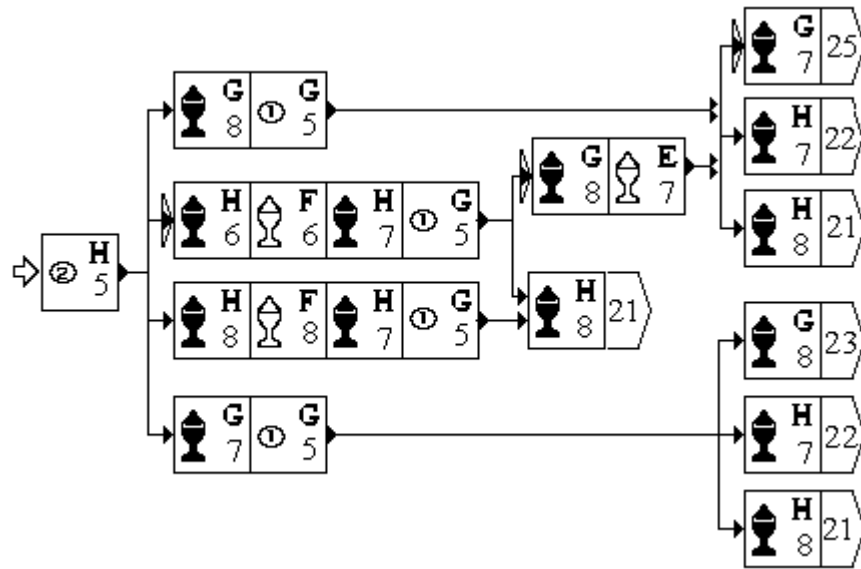 G 7 25
G 8 ① G 5
H 7 22
G 8 E 7
H 6 F 6 H 7 ① G 5
H 8 21
② H 5
H 8 F 8 H 7 ① G 5
H 8 21
G 8 23
G 7 ① G 5
H 7 22
H 8 21